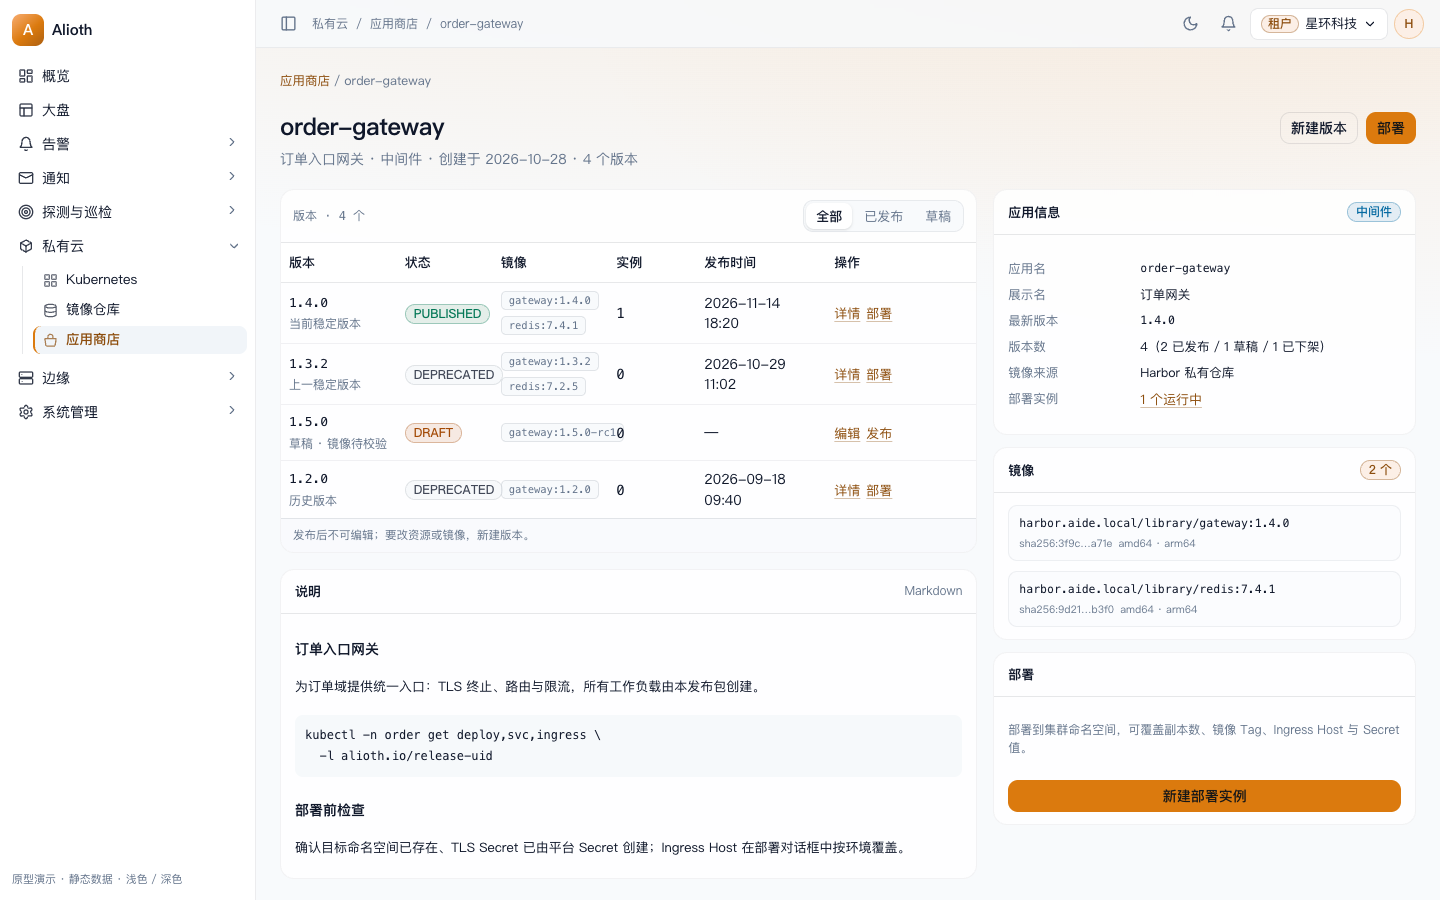 A Alioth
概览
大盘
告警
通知
探测与巡检
私有云
Kubernetes
镜像仓库
应用商店
边缘
系统管理
原型演示 · 静态数据 · 浅色 / 深色
私有云 / 应用商店 / order-gateway
租户 星环科技
H
应用商店 / order-gateway
order-gateway
订单入口网关 · 中间件 · 创建于 2026-10-28 · 4 个版本
新建版本 部署
版本 · 4 个
全部 已发布 草稿
版本 状态 镜像 实例 发布时间 操作
1.4.0
当前稳定版本
PUBLISHED
gateway:1.4.0
redis:7.4.1
1
2026-11-14
18:20
详情 部署
1.3.2
上一稳定版本
DEPRECATED
gateway:1.3.2
redis:7.2.5
0
2026-10-29
11:02
详情 部署
1.5.0
草稿 · 镜像待校验
DRAFT
gateway:1.5.0-rc1
0
—
编辑 发布
1.2.0
历史版本
DEPRECATED
gateway:1.2.0
0
2026-09-18
09:40
详情 部署
发布后不可编辑；要改资源或镜像，新建版本。
说明
Markdown
订单入口网关
为订单域提供统一入口：TLS 终止、路由与限流，所有工作负载由本发布包创建。
kubectl -n order get deploy,svc,ingress \
-l alioth.io/release-uid
部署前检查
确认目标命名空间已存在、TLS Secret 已由平台 Secret 创建；Ingress Host 在部署对话框中按环境覆盖。
应用信息
中间件
应用名 order-gateway
展示名 订单网关
最新版本 1.4.0
版本数 4（2 已发布 / 1 草稿 / 1 已下架）
镜像来源 Harbor 私有仓库
部署实例 1 个运行中
镜像
2 个
harbor.aide.local/library/gateway:1.4.0
sha256:3f9c…a71e amd64 · arm64
harbor.aide.local/library/redis:7.4.1
sha256:9d21…b3f0 amd64 · arm64
部署
部署到集群命名空间，可覆盖副本数、镜像 Tag、Ingress Host 与 Secret
值。
新建部署实例